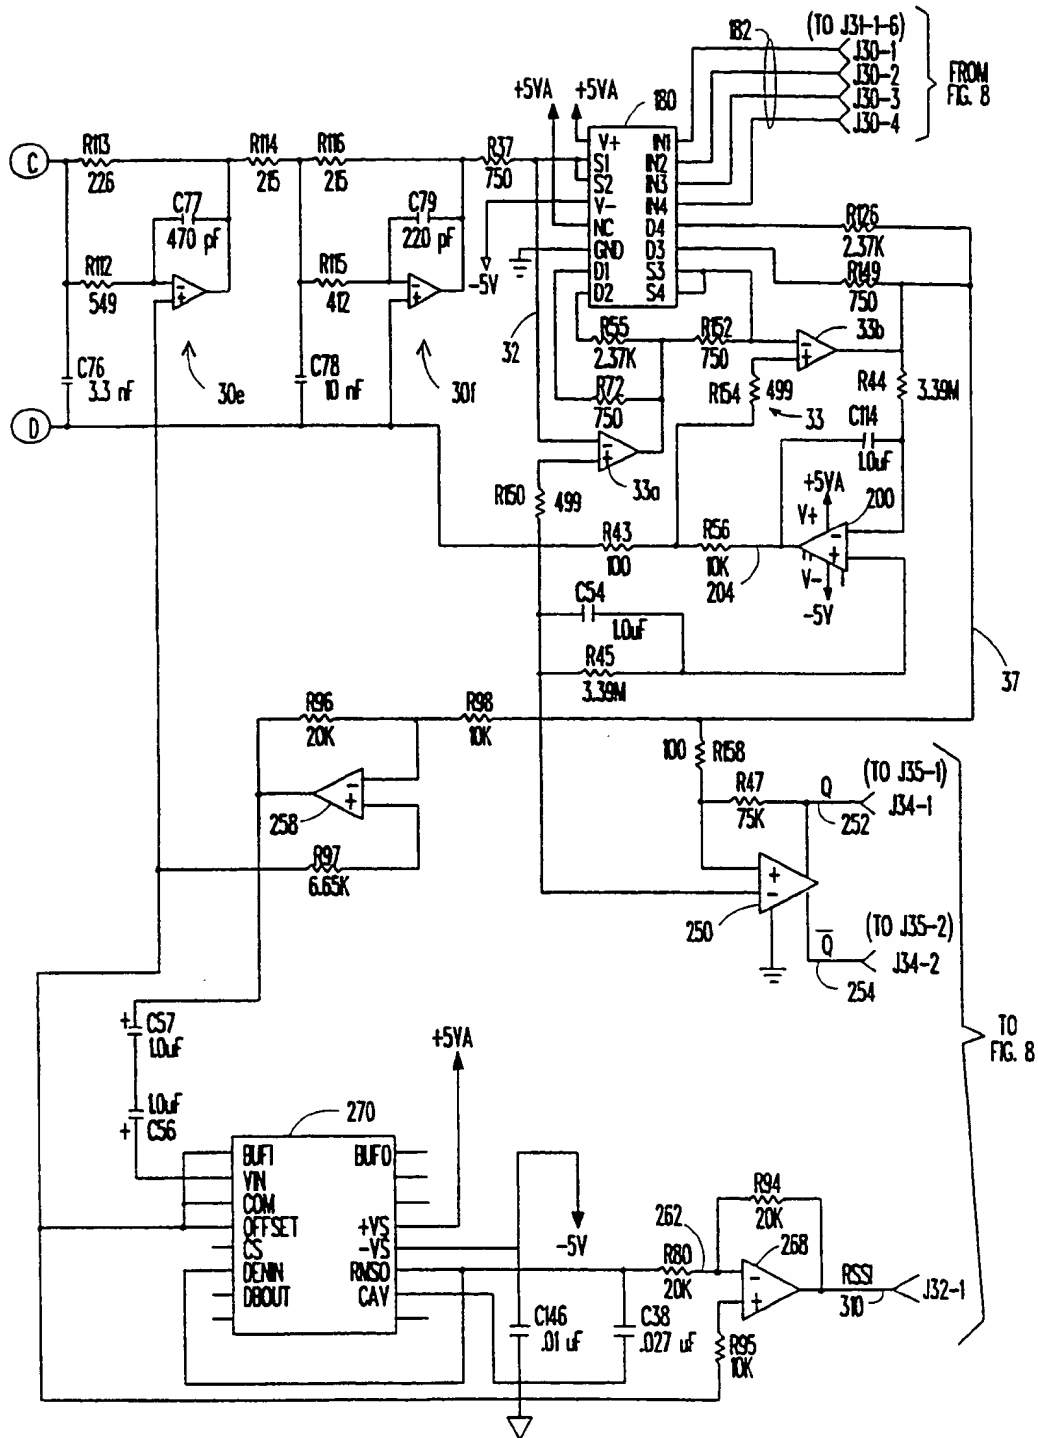 182
(TO J31-1-6)
J30-1
J30-2
J30-3
J30-4
FROM
FIG. 8
+5VA
+5VA
180
C
R113
226
R114
215
R116
215
R37
750
C77
470 pF
C79
220 pF
R112
549
R115
412
-
+
-
+
C76
3.3 nF
30e
C78
10 nF
30f
D
-5V
32
V+
S1
S2
V-
NC
GND
D1
D2
IN1
IN2
IN3
IN4
D4
D3
S3
S4
R126
2.37K
R149
750
R55
2.37K
R152
750
R72
750
-
+
33b
R154
499
33
R44
3.39M
C114
1.0uF
-
+
33a
R150
499
+5VA
V+
200
-
+
V-
-5V
R43
100
R56
10K
204
C54
1.0uF
R45
3.39M
37
R96
20K
R98
10K
100
R158
R47
75K
Q
(TO J35-1)
J34-1
252
-
+
258
R97
6.65K
+
-
250
Q̅
(TO J35-2)
J34-2
254
TO
FIG. 8
+
C57
1.0uF
1.0uF
+
C56
+5VA
270
BUFI
VIN
COM
OFFSET
CS
DENIN
DBOUT
BUFO
+VS
-VS
RMSO
CAV
-5V
262
R80
20K
R94
20K
268
-
+
RSSI
310
J32-1
C146
.01 uF
C38
.027 uF
R95
10K